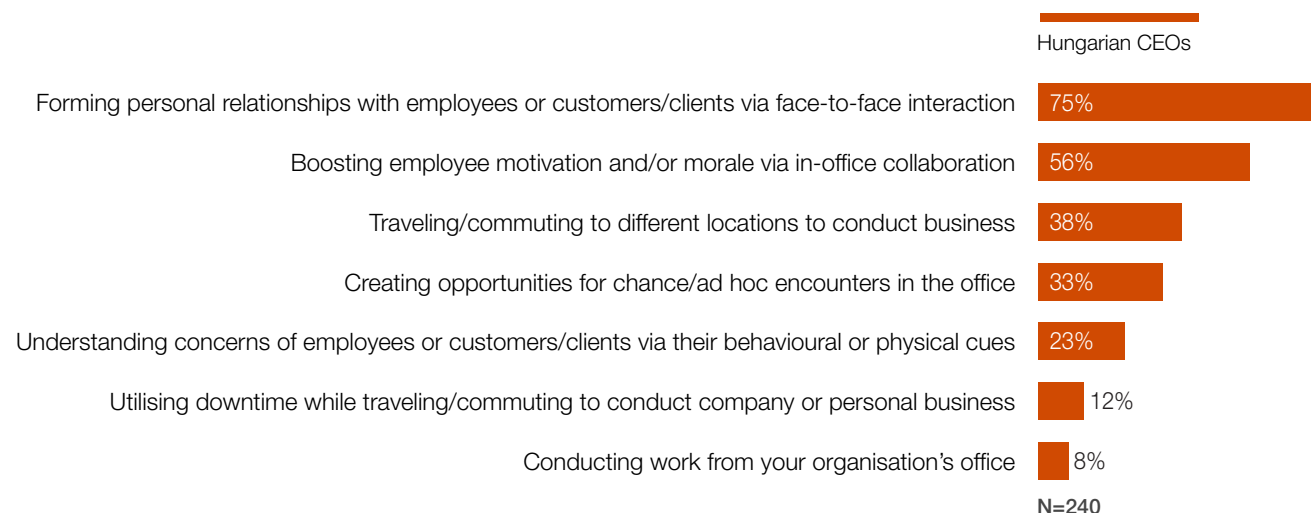 Hungarian CEOs
Forming personal relationships with employees or customers/clients via face-to-face interaction 75%
Boosting employee motivation and/or morale via in-office collaboration 56%
Traveling/commuting to different locations to conduct business 38%
Creating opportunities for chance/ad hoc encounters in the office 33%
Understanding concerns of employees or customers/clients via their behavioural or physical cues 23%
Utilising downtime while traveling/commuting to conduct company or personal business 12%
Conducting work from your organisation’s office 8%
N=240